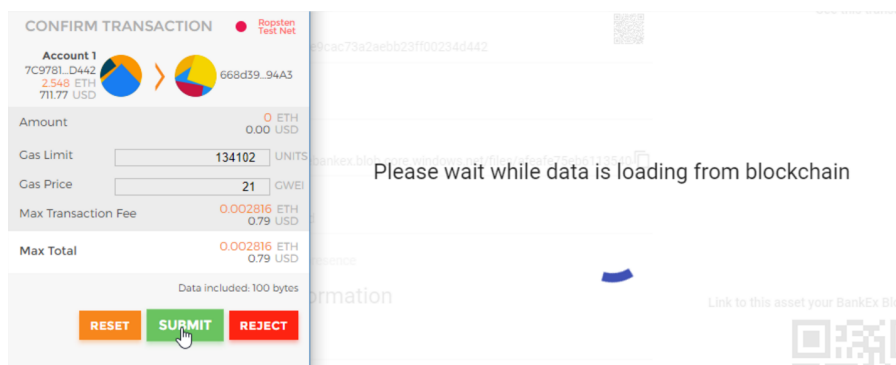 CONFIRM TRANSACTION
Ropsten
Test Net
Account 1
7C9781...D442
2.548 ETH
711.77 USD
668d39...94A3
Amount
0 ETH
0.00 USD
Gas Limit
134102 UNITS
Gas Price
21 GWEI
Max Transaction Fee
0.002816 ETH
0.79 USD
Max Total
0.002816 ETH
0.79 USD
Data included: 100 bytes
RESET
SUBMIT
REJECT
e9cac73a2aebb23ff00234d442
Please wait while data is loading from blockchain
ormation
Link to this asset your BankEx Bl